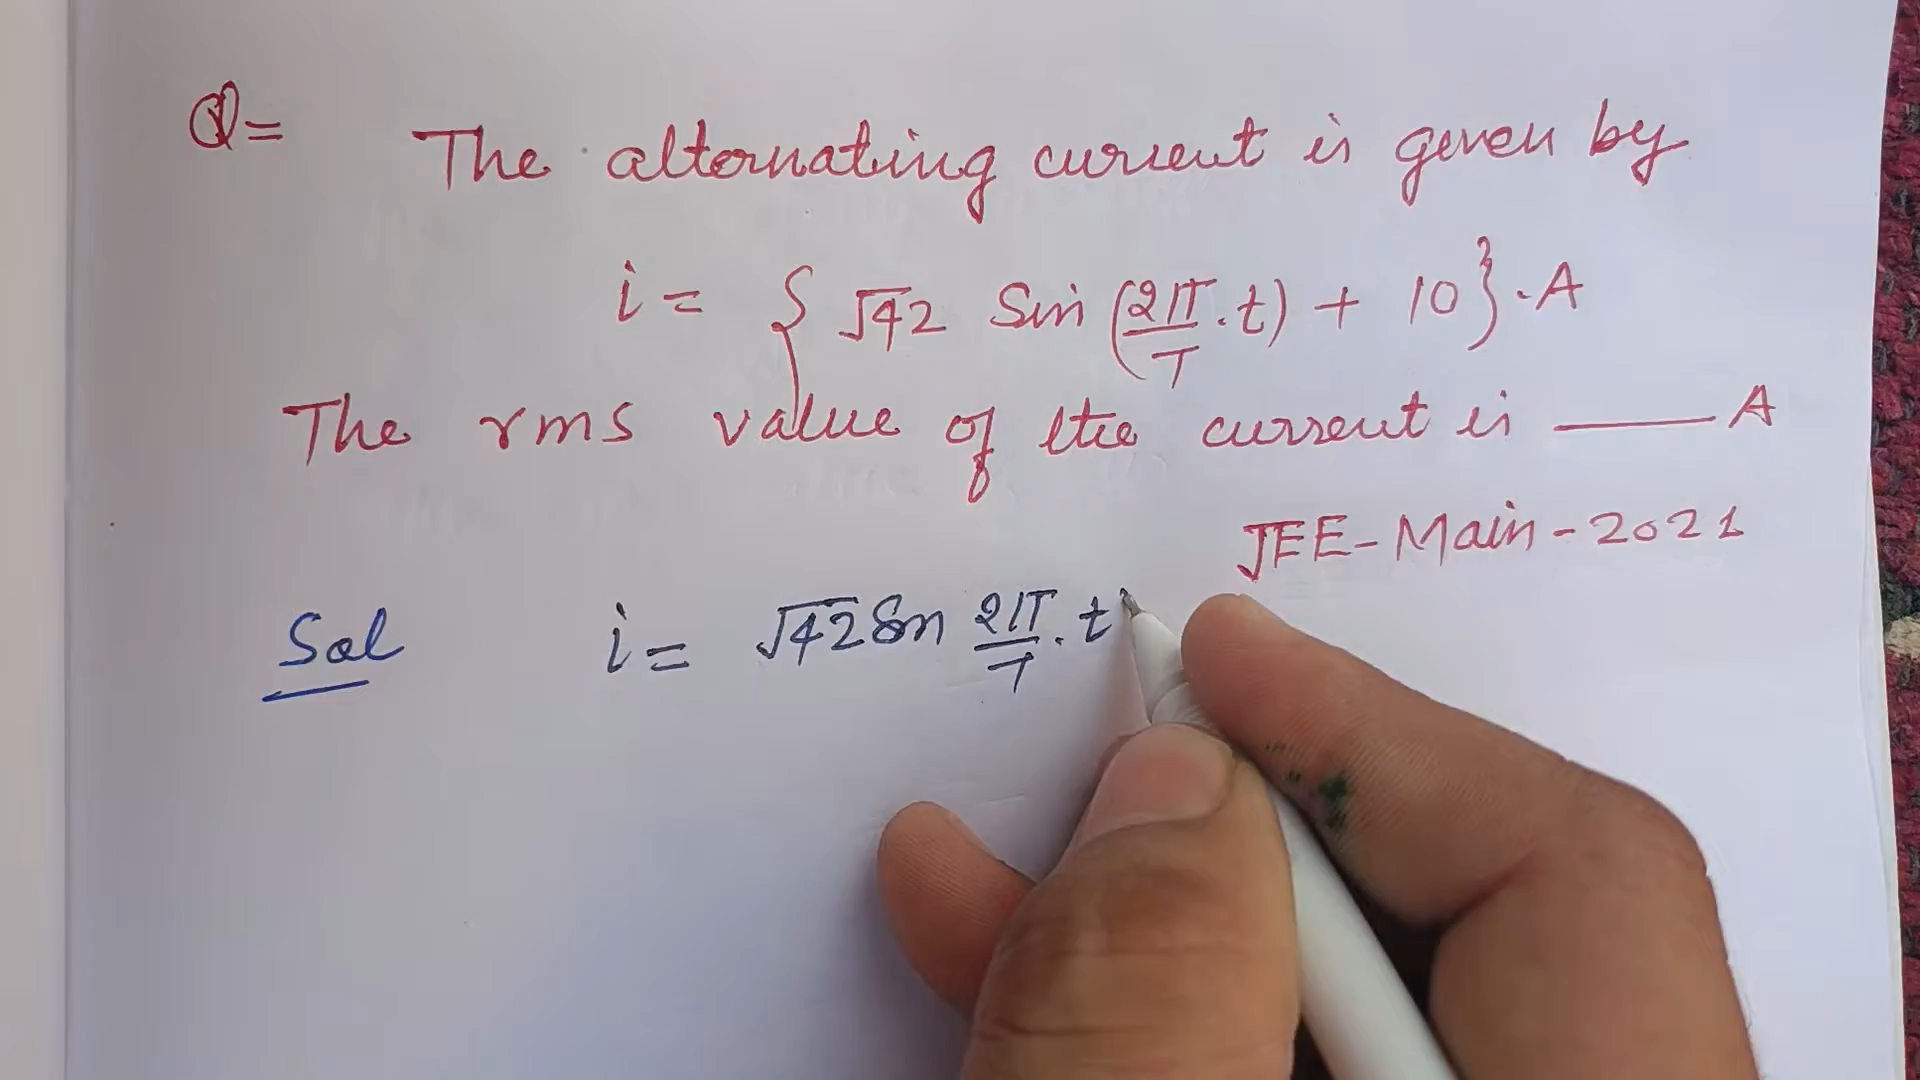 Q= The alternating current is given by
i = { √42 Sin (2π/T . t) + 10 } . A
The rms value of the current is ____ A
JEE - Main - 2021
Sol i = √42 Sin 2π/T . t